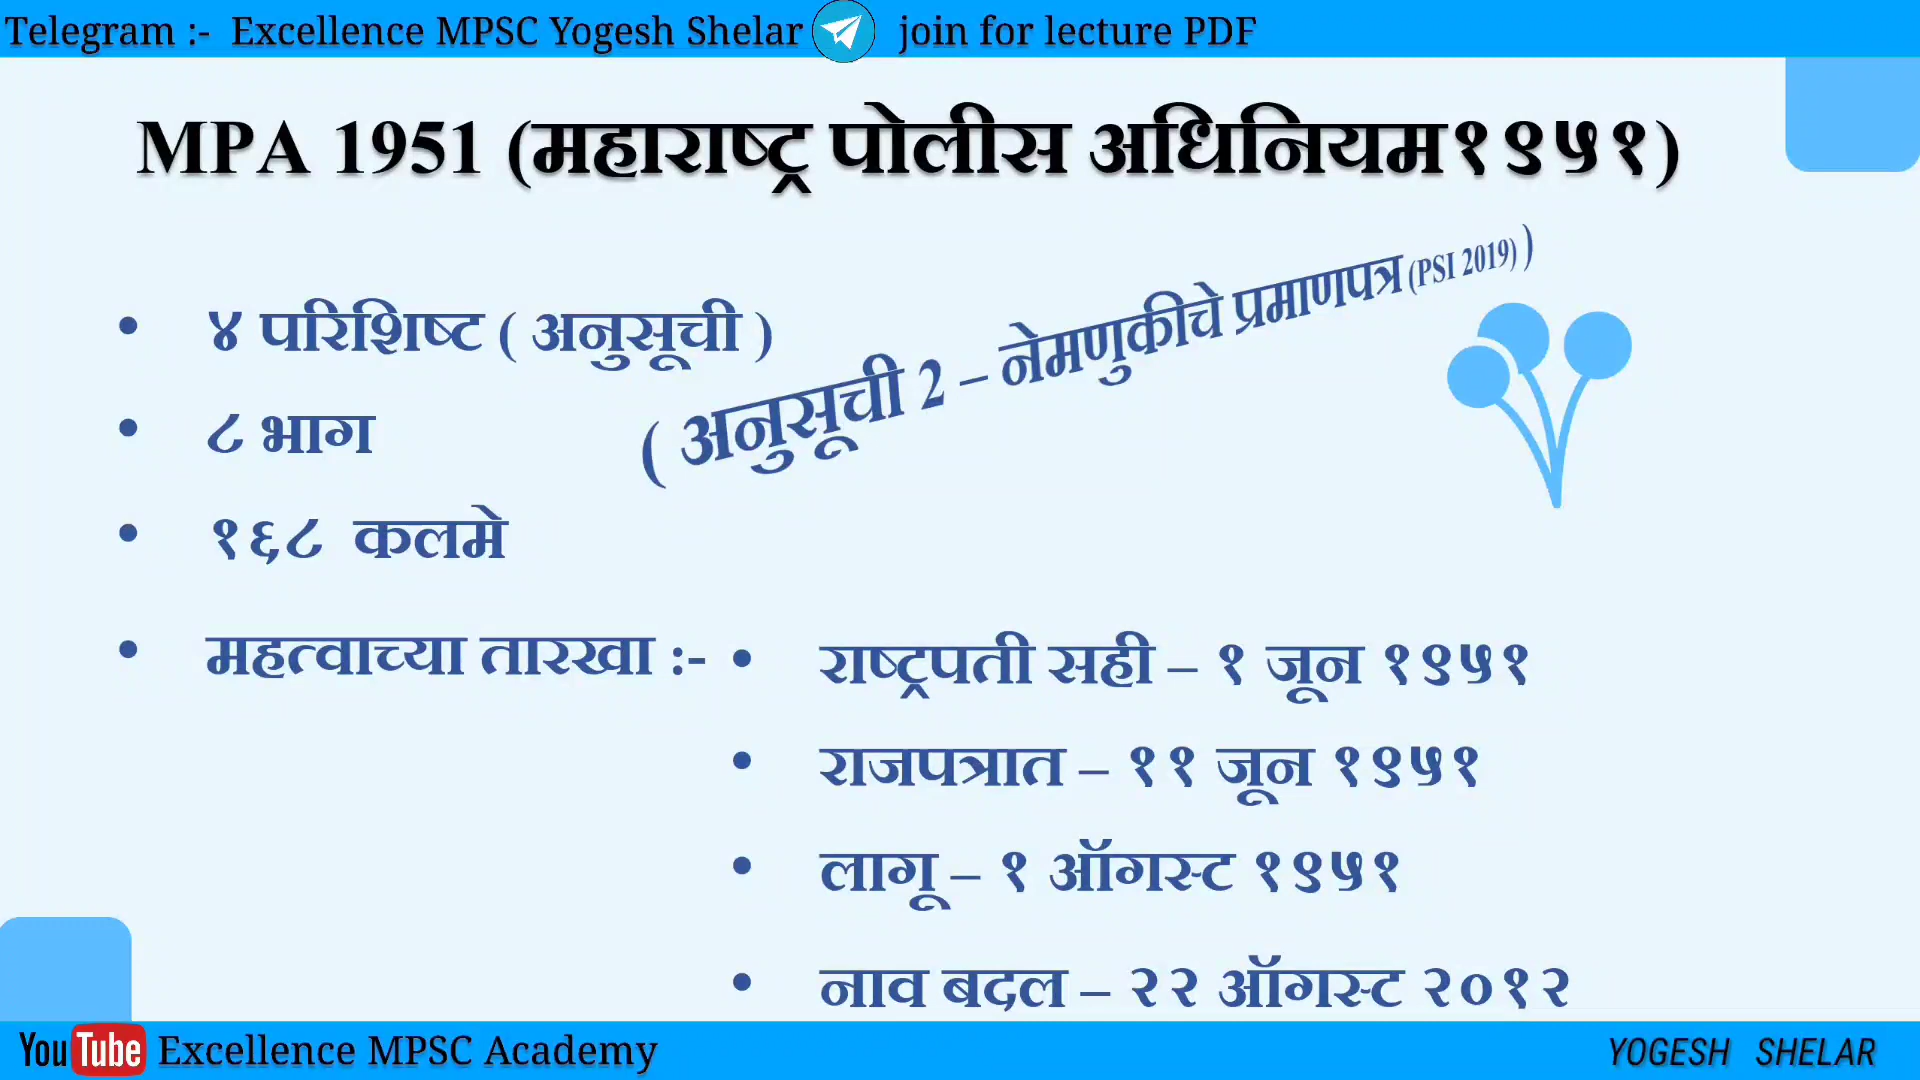 Telegram :- Excellence MPSC Yogesh Shelar join for lecture PDF
MPA 1951 (महाराष्ट्र पोलीस अधिनियम१९५१)
• ४ परिशिष्ट ( अनुसूची )
( अनुसूची 2 – नेमणुकीचे प्रमाणपत्र (PSI 2019) )
• ८ भाग
• १६८ कलमे
• महत्वाच्या तारखा :-
• राष्ट्रपती सही – १ जून १९५१
• राजपत्रात – ११ जून १९५१
• लागू – १ ऑगस्ट १९५१
• नाव बदल – २२ ऑगस्ट २०१२
YouTube Excellence MPSC Academy
YOGESH SHELAR